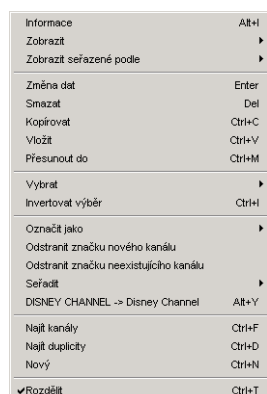 Informace Alt+I
Zobrazit
Zobrazit seřazené podle
Změna dat Enter
Smazat Del
Kopírovat Ctrl+C
Vložit Ctrl+V
Přesunout do Ctrl+M
Vybrat
Invertovat výběr Ctrl+I
Označit jako
Odstranit značku nového kanálu
Odstranit značku neexistujícího kanálu
Seřadit
DISNEY CHANNEL -> Disney Channel Alt+Y
Najít kanály Ctrl+F
Najít duplicity Ctrl+D
Nový Ctrl+N
Rozdělit Ctrl+T